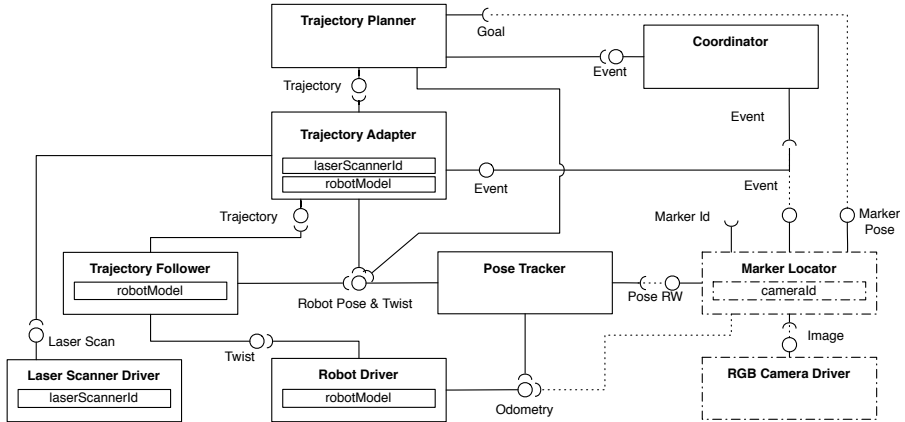 Trajectory Planner
Goal
Coordinator
Event
Trajectory
Event
Trajectory Adapter
laserScannerId
robotModel
Event
Event
Trajectory
Marker Id
Marker
Pose
Trajectory Follower
robotModel
Robot Pose & Twist
Pose Tracker
Pose RW
Marker Locator
cameraId
Laser Scan
Twist
Image
Laser Scanner Driver
laserScannerId
Robot Driver
robotModel
Odometry
RGB Camera Driver